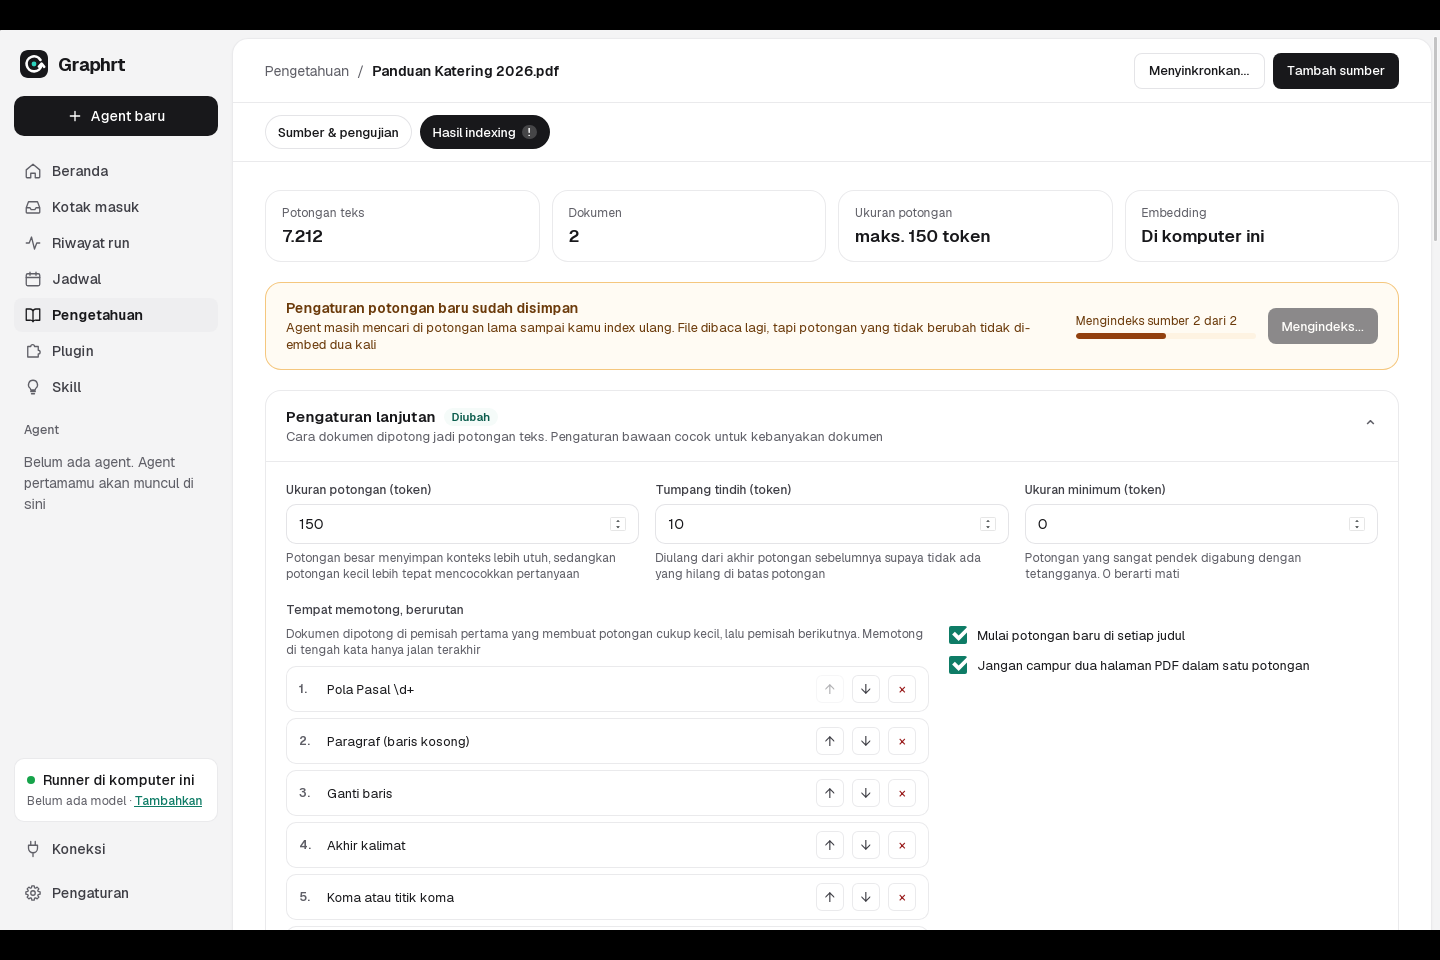 Graphrt
Agent baru
Beranda
Kotak masuk
Riwayat run
Jadwal
Pengetahuan
Plugin
Skill
Agent
Belum ada agent. Agent
pertamamu akan muncul di
sini
Runner di komputer ini
Belum ada model · Tambahkan
Koneksi
Pengaturan
Pengetahuan / Panduan Katering 2026.pdf
Menyinkronkan...
Tambah sumber
Sumber & pengujian
Hasil indexing !
Potongan teks
7.212
Dokumen
2
Ukuran potongan
maks. 150 token
Embedding
Di komputer ini
Pengaturan potongan baru sudah disimpan
Agent masih mencari di potongan lama sampai kamu index ulang. File dibaca lagi, tapi potongan yang tidak berubah tidak di-
embed dua kali
Mengindeks sumber 2 dari 2
Mengindeks...
Pengaturan lanjutan Diubah
Cara dokumen dipotong jadi potongan teks. Pengaturan bawaan cocok untuk kebanyakan dokumen
Ukuran potongan (token)
150
Potongan besar menyimpan konteks lebih utuh, sedangkan
potongan kecil lebih tepat mencocokkan pertanyaan
Tumpang tindih (token)
10
Diulang dari akhir potongan sebelumnya supaya tidak ada
yang hilang di batas potongan
Ukuran minimum (token)
0
Potongan yang sangat pendek digabung dengan
tetangganya. 0 berarti mati
Tempat memotong, berurutan
Dokumen dipotong di pemisah pertama yang membuat potongan cukup kecil, lalu pemisah berikutnya. Memotong
di tengah kata hanya jalan terakhir
1. Pola Pasal \d+
2. Paragraf (baris kosong)
3. Ganti baris
4. Akhir kalimat
5. Koma atau titik koma
Mulai potongan baru di setiap judul
Jangan campur dua halaman PDF dalam satu potongan